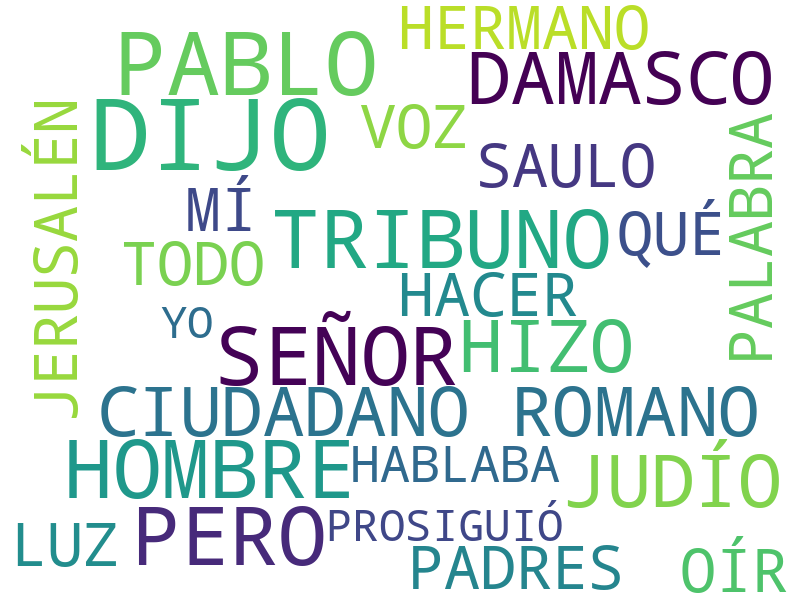 HERMANO
PABLO
DAMASCO
DIJO
VOZ
JERUSALÉN
PALABRA
SAULO
MÍ
TRIBUNO
QUÉ
TODO
HACER
YO
SEÑOR
HIZO
CIUDADANO ROMANO
HOMBRE
HABLABA
JUDÍO
PERO
PROSIGUIÓ
LUZ
PADRES
OÍR